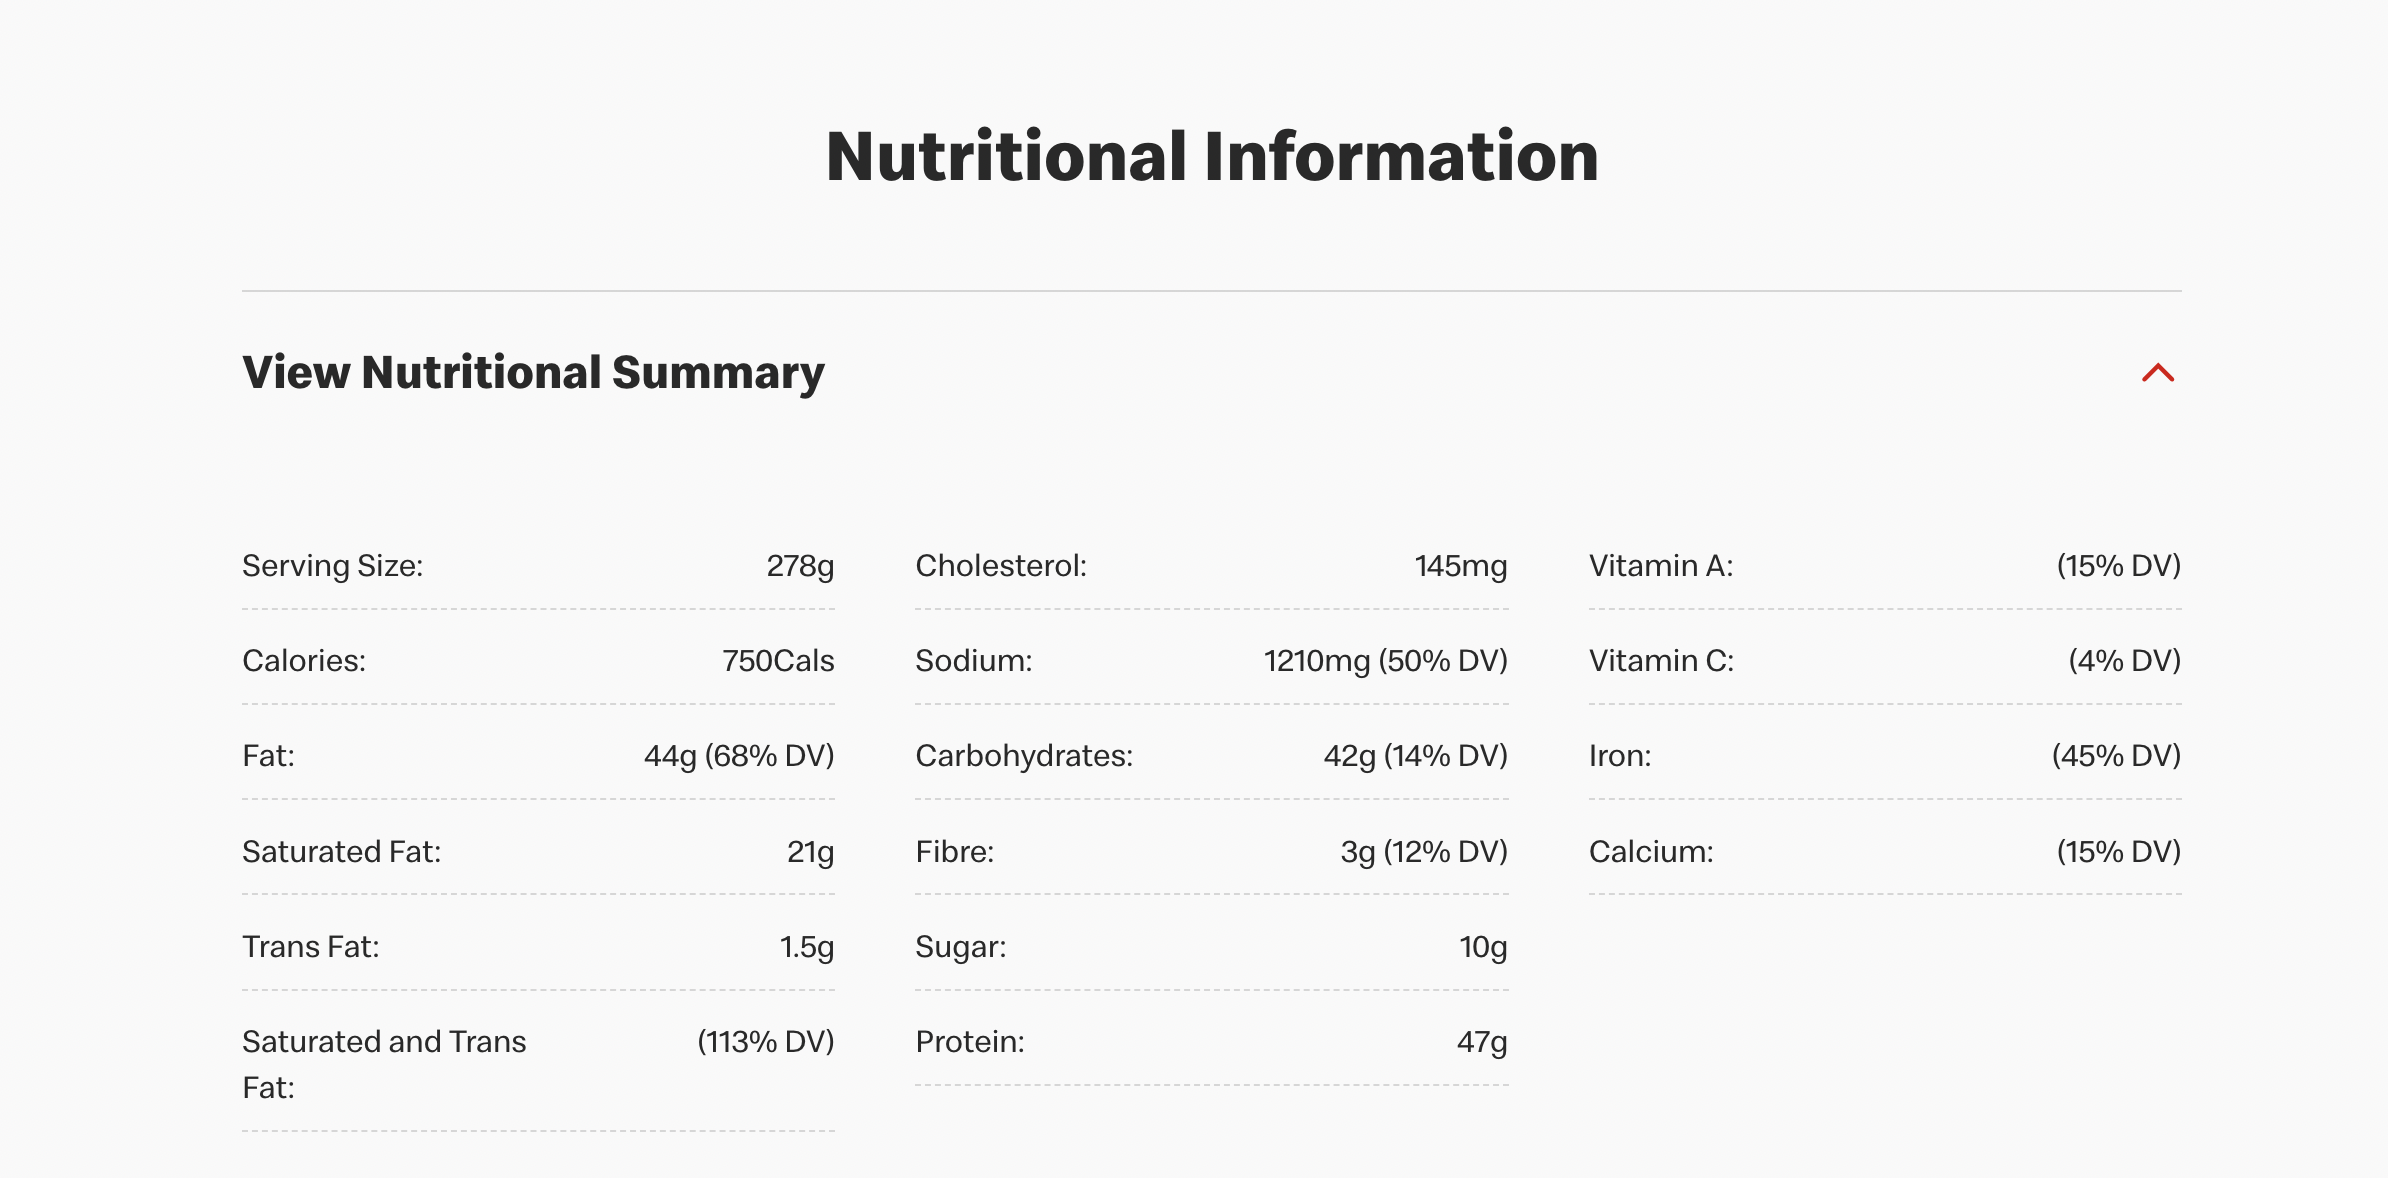 Nutritional Information
View Nutritional Summary
Serving Size: 278g
Calories: 750Cals
Fat: 44g (68% DV)
Saturated Fat: 21g
Trans Fat: 1.5g
Saturated and Trans (113% DV)
Fat:
Cholesterol: 145mg
Sodium: 1210mg (50% DV)
Carbohydrates: 42g (14% DV)
Fibre: 3g (12% DV)
Sugar: 10g
Protein: 47g
Vitamin A: (15% DV)
Vitamin C: (4% DV)
Iron: (45% DV)
Calcium: (15% DV)